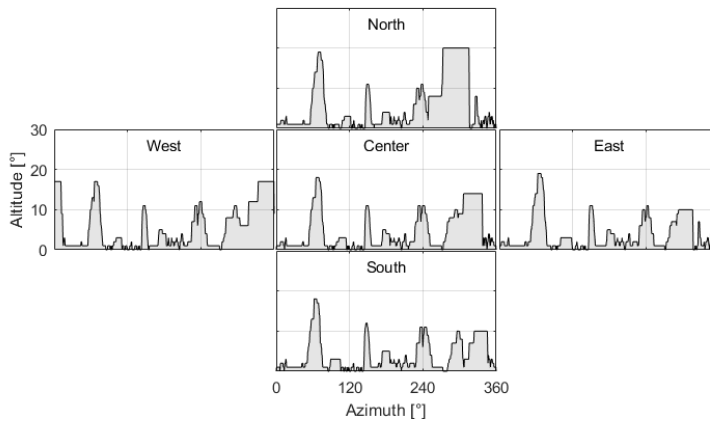 North
30
West
Center
East
20
Altitude [°]
10
0
South
0
120
240
360
Azimuth [°]